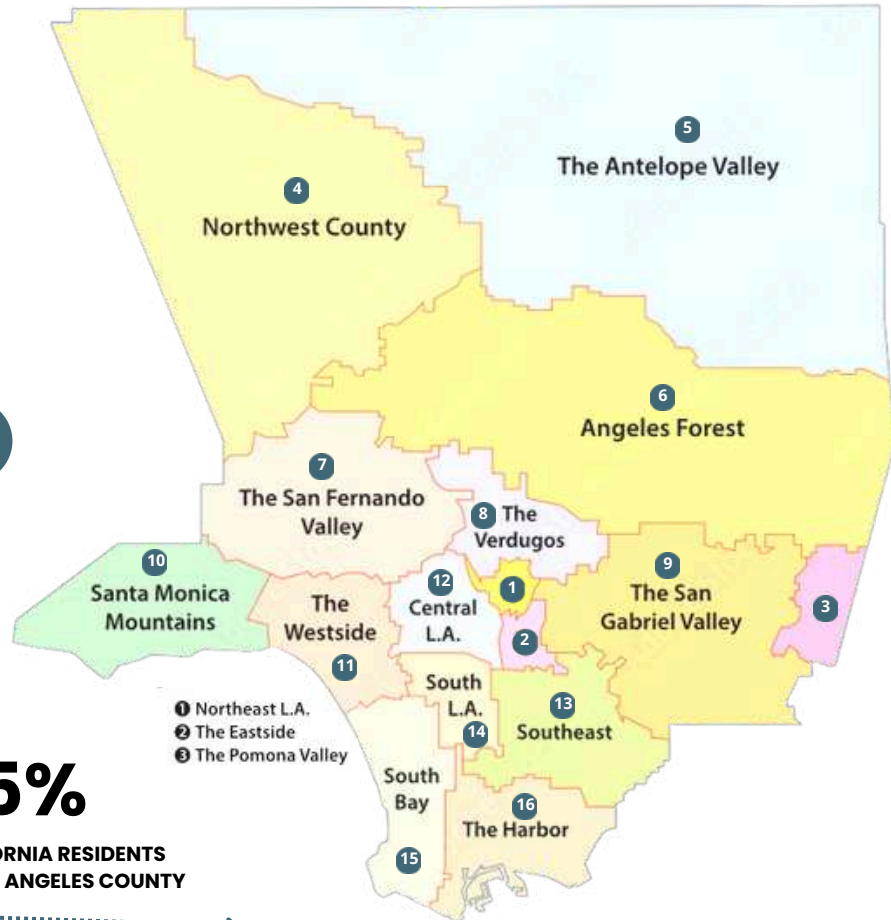 5
The Antelope Valley
4
Northwest County
6
Angeles Forest
7
The San Fernando
Valley
8 The
Verdugos
9
The San
Gabriel Valley
10
Santa Monica
Mountains
12
Central
L.A.
1
3
The
Westside
11
2
South
L.A.
14
13
Southeast
❶ Northeast L.A.
❷ The Eastside
❸ The Pomona Valley
South
Bay
15
16
The Harbor
5%
ORNIA RESIDENTS
ANGELES COUNTY